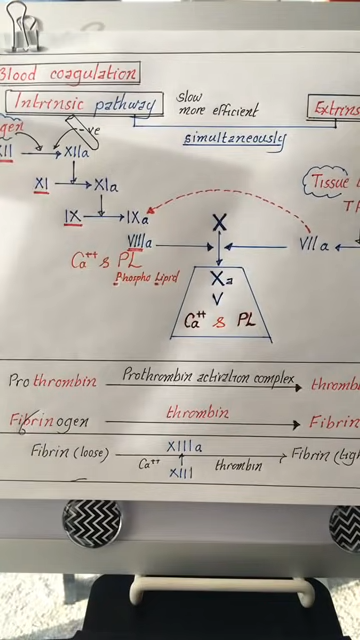 Blood coagulation
Intrinsic pathway
slow
more efficient
Extrins
simultaneously
gen
XII → XIIa
-ve
XI → XIa
IX → IXa
Tissue
VIIIa
X
VIIa
Ca++ & PL
Phospho Lipid
Xa
V
Ca++ & PL
Prothrombin Prothrombin activation complex thromb
Fibrinogen thrombin Fibrin
Fibrin (loose) XIIIa Fibrin (tig
Ca++ XIII thrombin